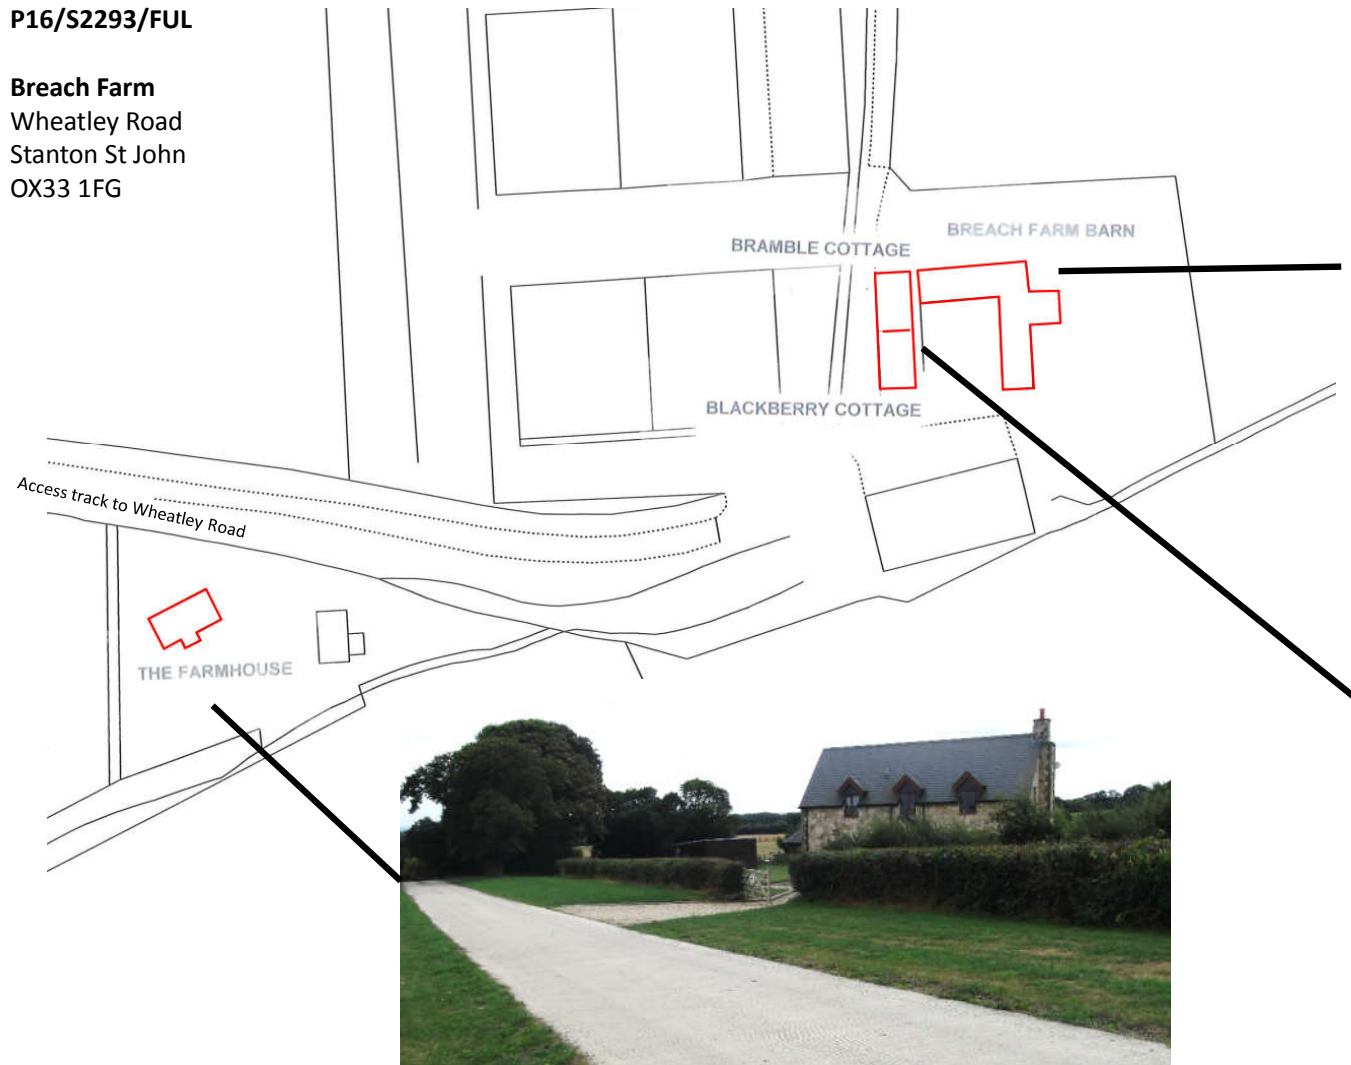 P16/S2293/FUL
Breach Farm
Wheatley Road
Stanton St John
OX33 1FG
BRAMBLE COTTAGE
BREACH FARM BARN
BLACKBERRY COTTAGE
Access track to Wheatley Road
THE FARMHOUSE